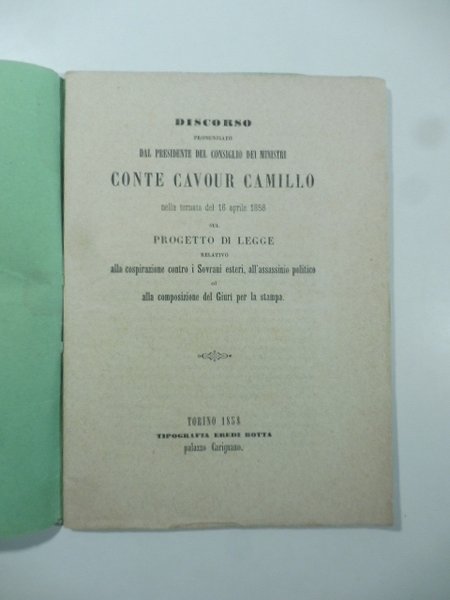 DISCORSO
PRONUNZIATO
DAL PRESIDENTE DEL CONSIGLIO DEI MINISTRI
CONTE CAVOUR CAMILLO
nella tornata del 16 aprile 1858
SUL
PROGETTO DI LEGGE
RELATIVO
alla cospirazione contro i Sovrani esteri, all'assassinio politico
ed
alla composizione del Giurì per la stampa.
TORINO 1858
TIPOGRAFIA EREDI BOTTA
palazzo Carignano.